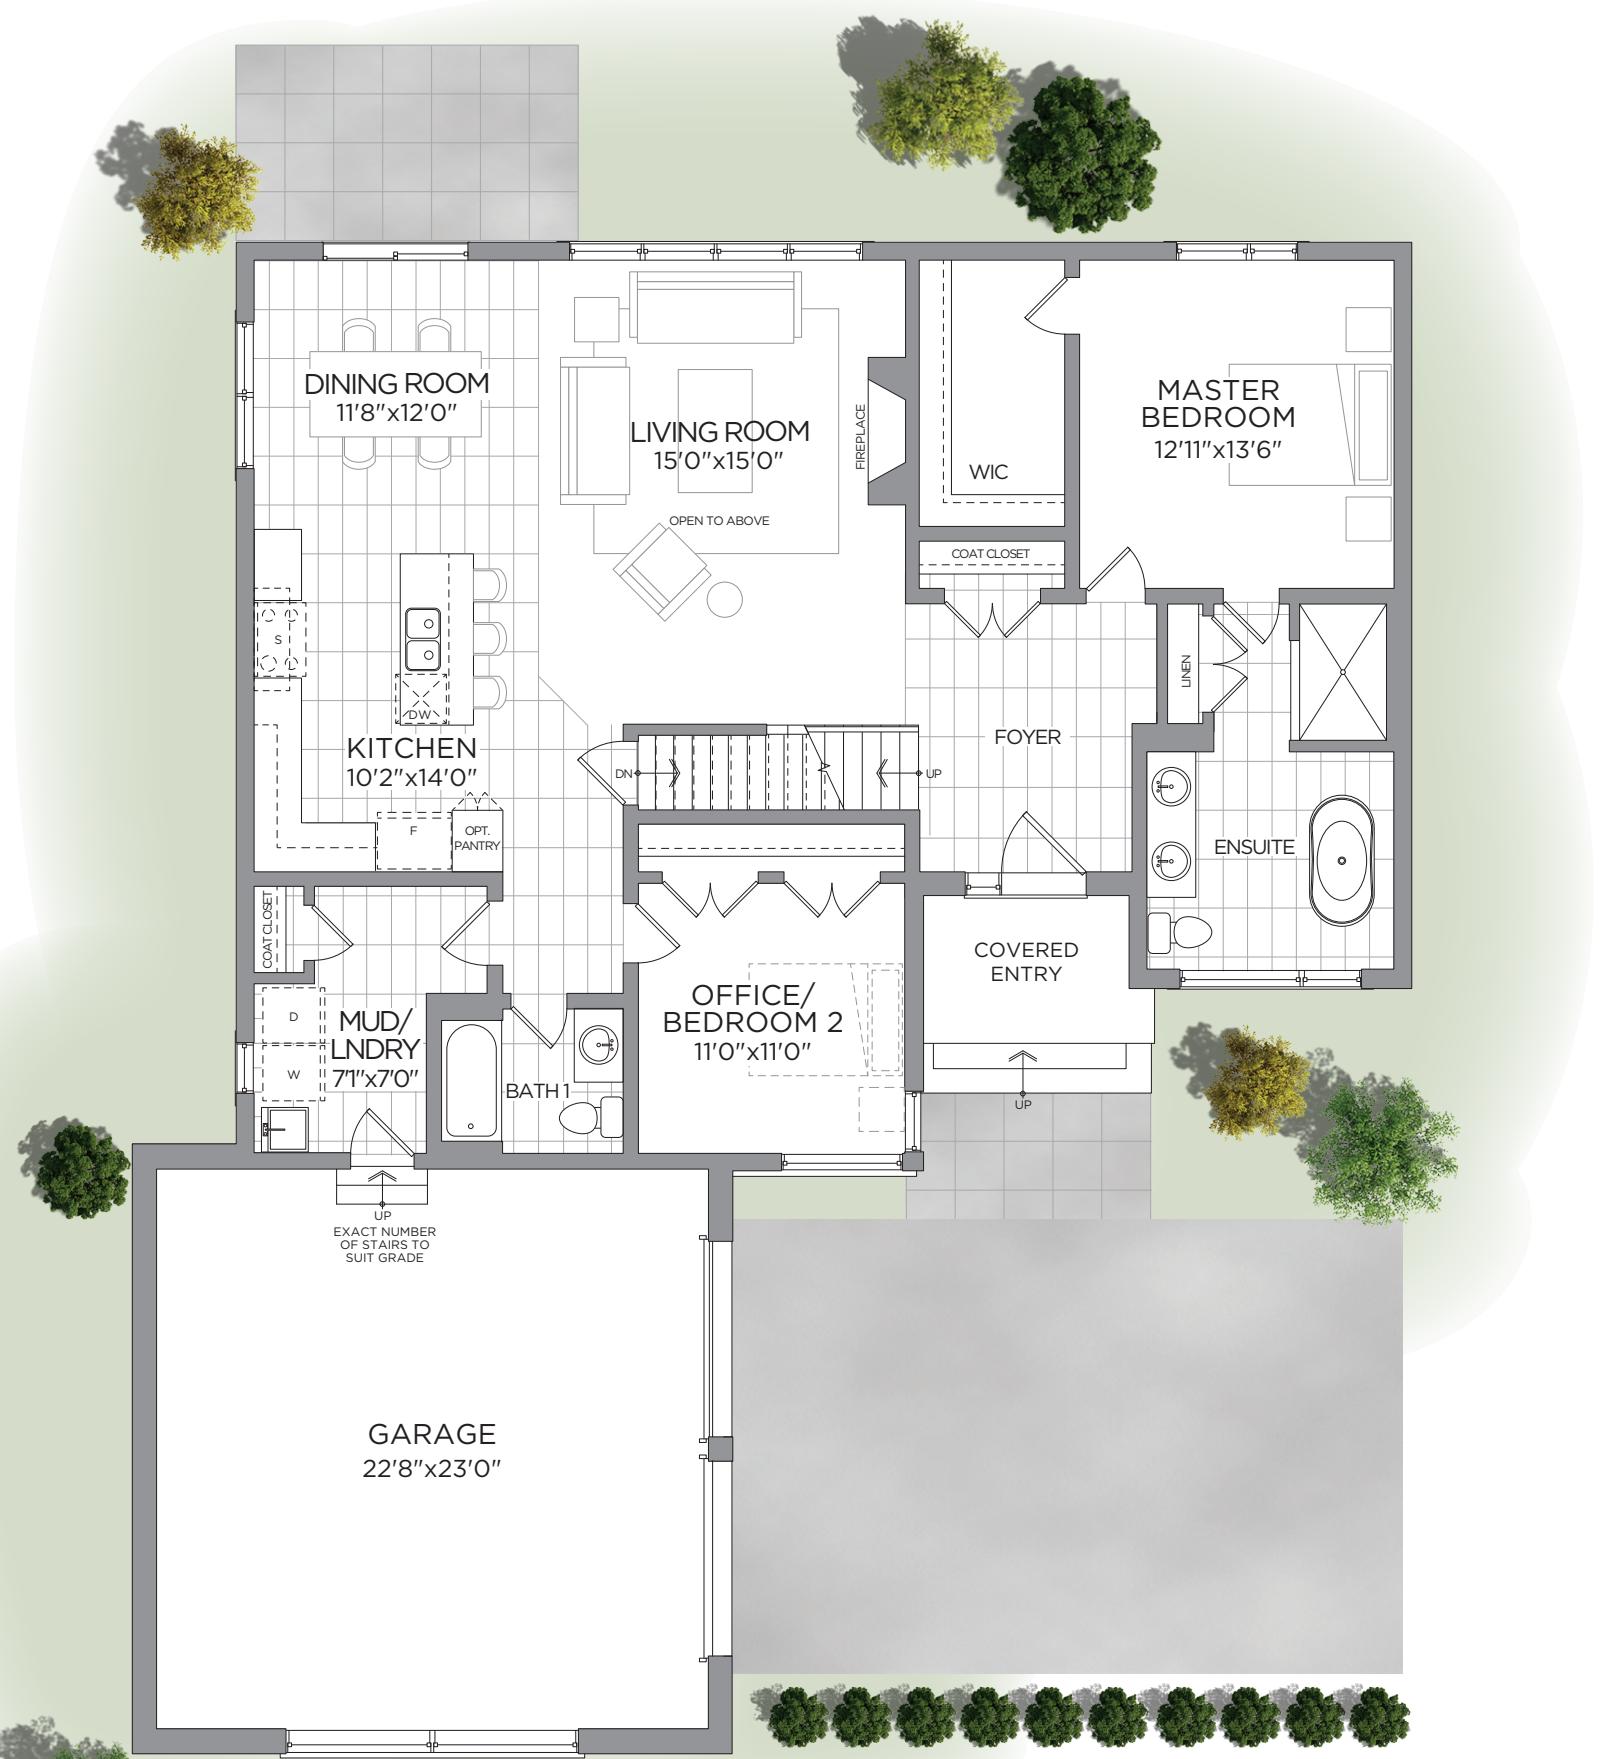 DINING ROOM
11'8"x12'0"
LIVING ROOM
15'0"x15'0"
OPEN TO ABOVE
FIREPLACE
WIC
MASTER
BEDROOM
12'11"x13'6"
COAT CLOSET
S
DW
KITCHEN
10'2"x14'0"
F
OPT.
PANTRY
DN
UP
FOYER
LINEN
ENSUITE
COAT CLOSET
D
W
MUD/
LNDRY
7'1"x7'0"
BATH 1
OFFICE/
BEDROOM 2
11'0"x11'0"
COVERED
ENTRY
UP
UP
EXACT NUMBER
OF STAIRS TO
SUIT GRADE
GARAGE
22'8"x23'0"